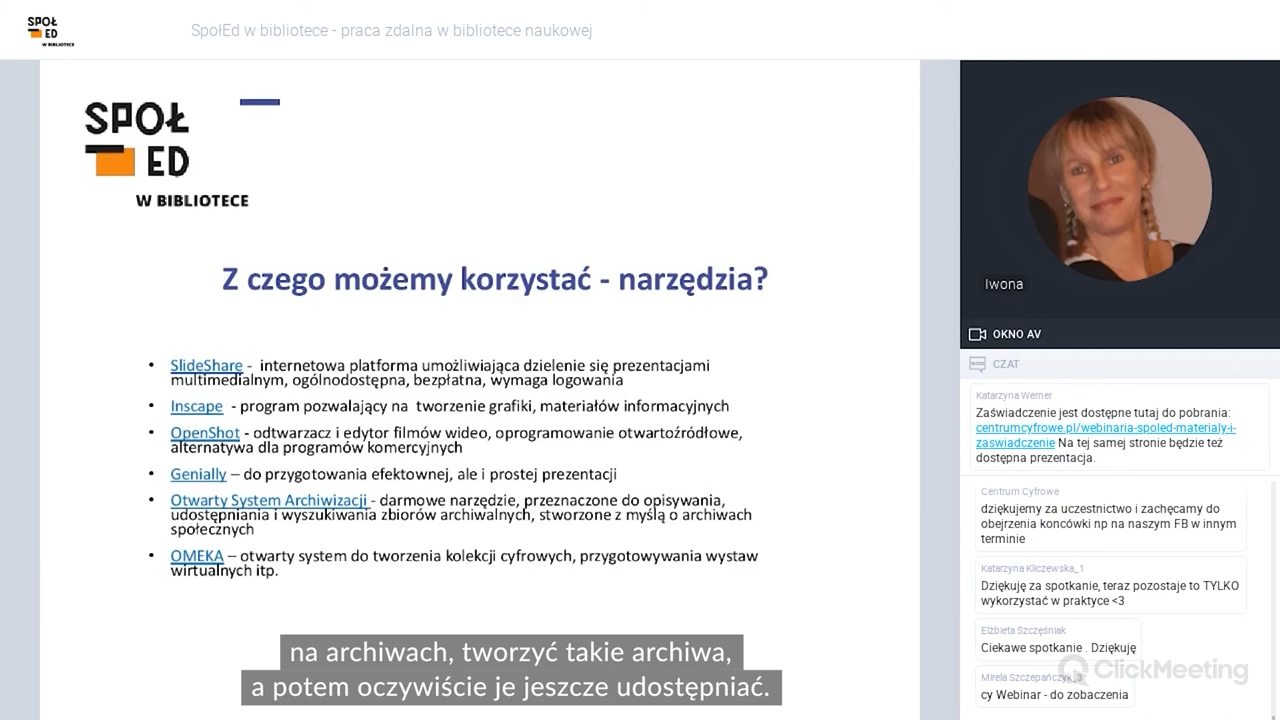 SPOŁ
ED
W BIBLIOTECE
SpołEd w bibliotece - praca zdalna w bibliotece naukowej
SPOŁ
ED
W BIBLIOTECE
Z czego możemy korzystać - narzędzia?
• SlideShare - internetowa platforma umożliwiająca dzielenie się prezentacjami
multimedialnym, ogólnodostępna, bezpłatna, wymaga logowania
• Inscape - program pozwalający na tworzenie grafiki, materiałów informacyjnych
• OpenShot - odtwarzacz i edytor filmów wideo, oprogramowanie otwartoźródłowe,
alternatywa dla programów komercyjnych
• Genially – do przygotowania efektownej, ale i prostej prezentacji
• Otwarty System Archiwizacji - darmowe narzędzie, przeznaczone do opisywania,
udostępniania i wyszukiwania zbiorów archiwalnych, stworzone z myślą o archiwach
społecznych
• OMEKA – otwarty system do tworzenia kolekcji cyfrowych, przygotowywania wystaw
wirtualnych itp.
na archiwach, tworzyć takie archiwa,
a potem oczywiście je jeszcze udostępniać.
Iwona
OKNO AV
CZAT
Katarzyna Werner
Zaświadczenie jest dostępne tutaj do pobrania:
centrumcyfrowe.pl/webinaria-spoled-materialy-i-
zaswiadczenie Na tej samej stronie będzie też
dostępna prezentacja.
Centrum Cyfrowe
dziękujemy za uczestnictwo i zachęcamy do
obejrzenia koncówki np na naszym FB w innym
terminie
Katarzyna Kliczewska_1
Dziękuję za spotkanie, teraz pozostaje to TYLKO
wykorzystać w praktyce <3
Elżbieta Szczęśniak
Ciekawe spotkanie . Dziękuję
Mirela Szczepańczyk_3
cy Webinar - do zobaczenia
ClickMeeting